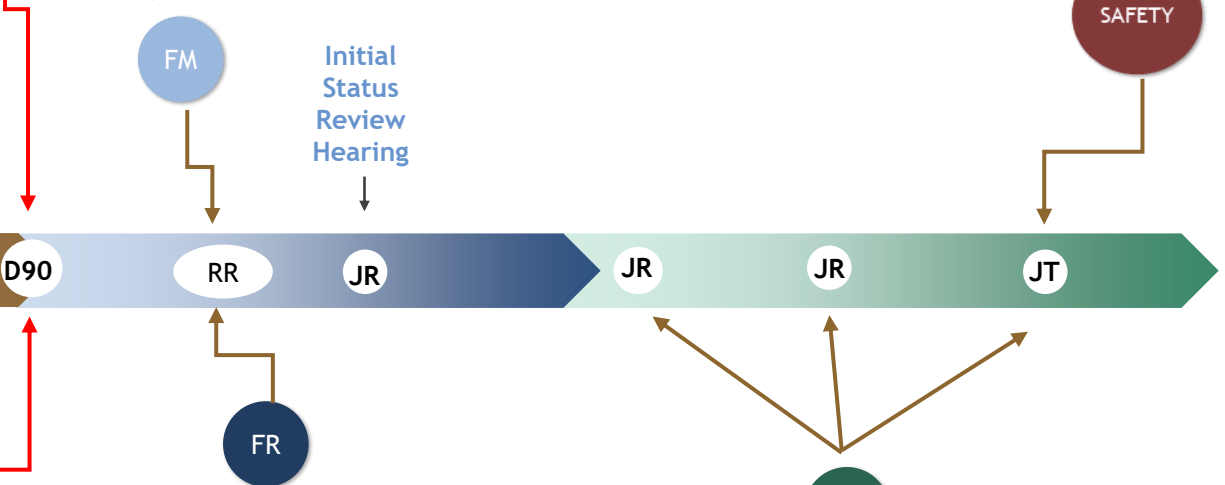 SAFETY
FM
Initial
Status
Review
Hearing
D90
RR
JR
JR
JR
JT
FR